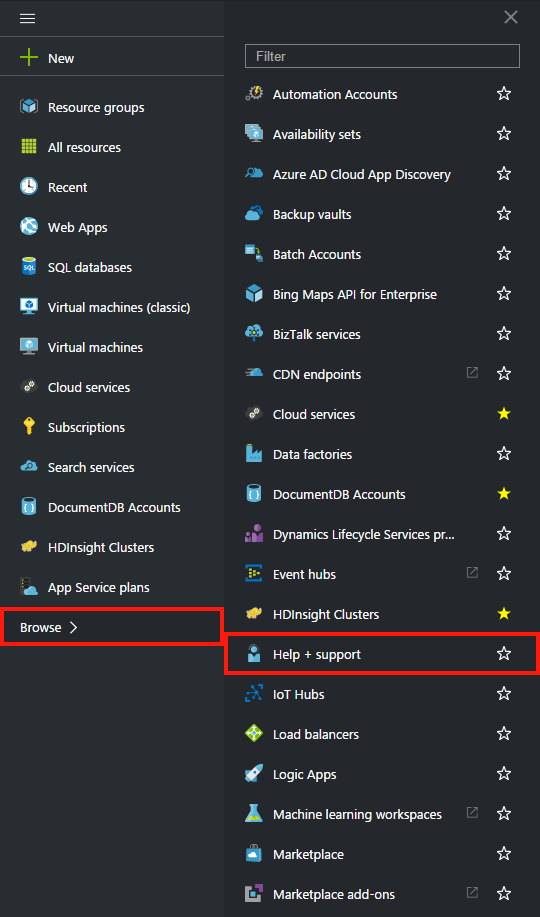 New
Resource groups
All resources
Recent
Web Apps
SQL databases
Virtual machines (classic)
Virtual machines
Cloud services
Subscriptions
Search services
DocumentDB Accounts
HDInsight Clusters
App Service plans
Browse
Filter
Automation Accounts
Availability sets
Azure AD Cloud App Discovery
Backup vaults
Batch Accounts
Bing Maps API for Enterprise
BizTalk services
CDN endpoints
Cloud services
Data factories
DocumentDB Accounts
Dynamics Lifecycle Services pr...
Event hubs
HDInsight Clusters
Help + support
IoT Hubs
Load balancers
Logic Apps
Machine learning workspaces
Marketplace
Marketplace add-ons